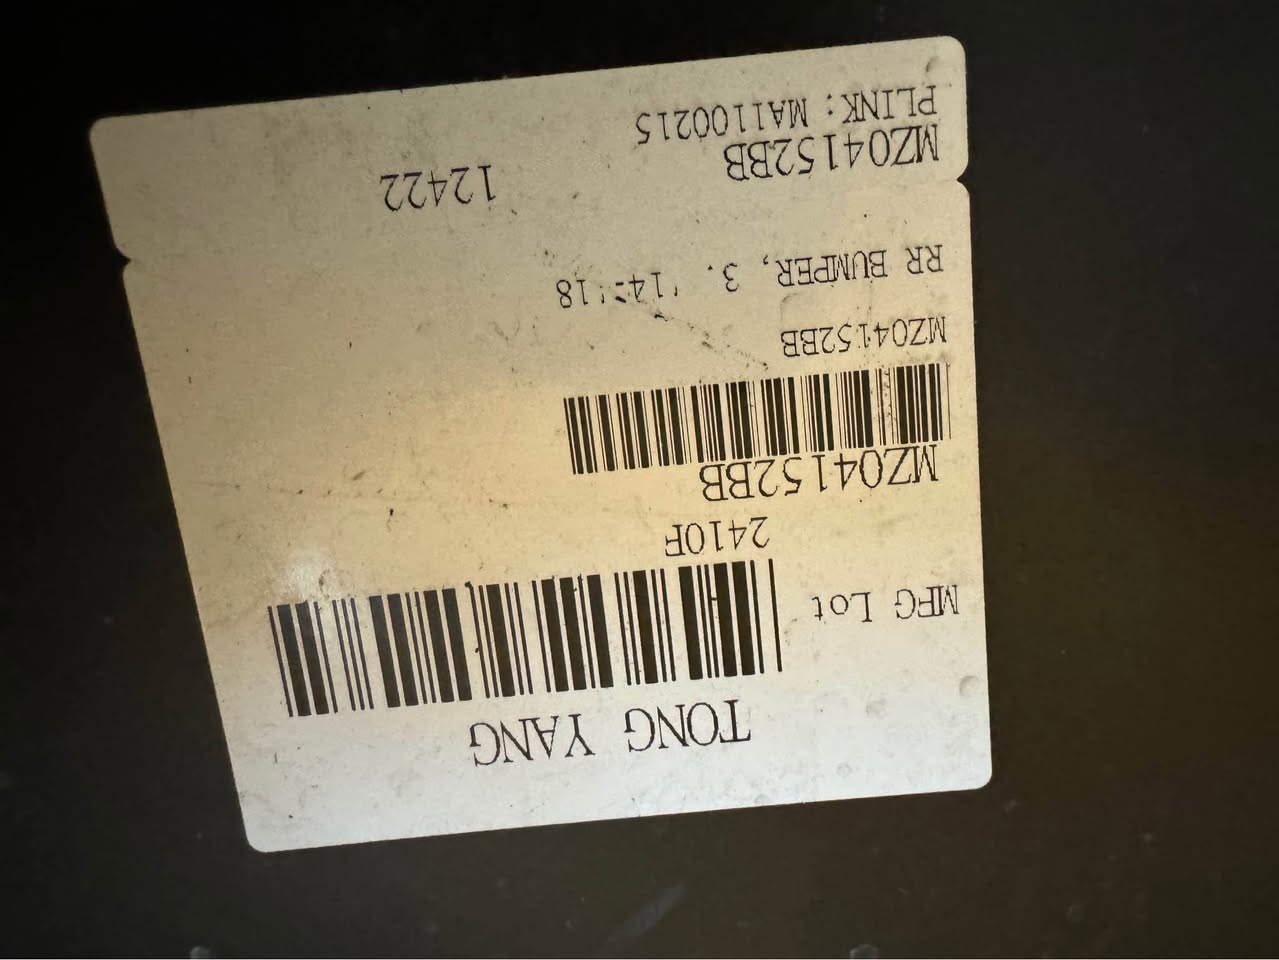 TONG YANG
MFG Lot
2410F
MZ04152BB
MZ04152BB
RR BUMPER, 3. '14-'18
MZ04152BB 12422
PLINK: MA1100215